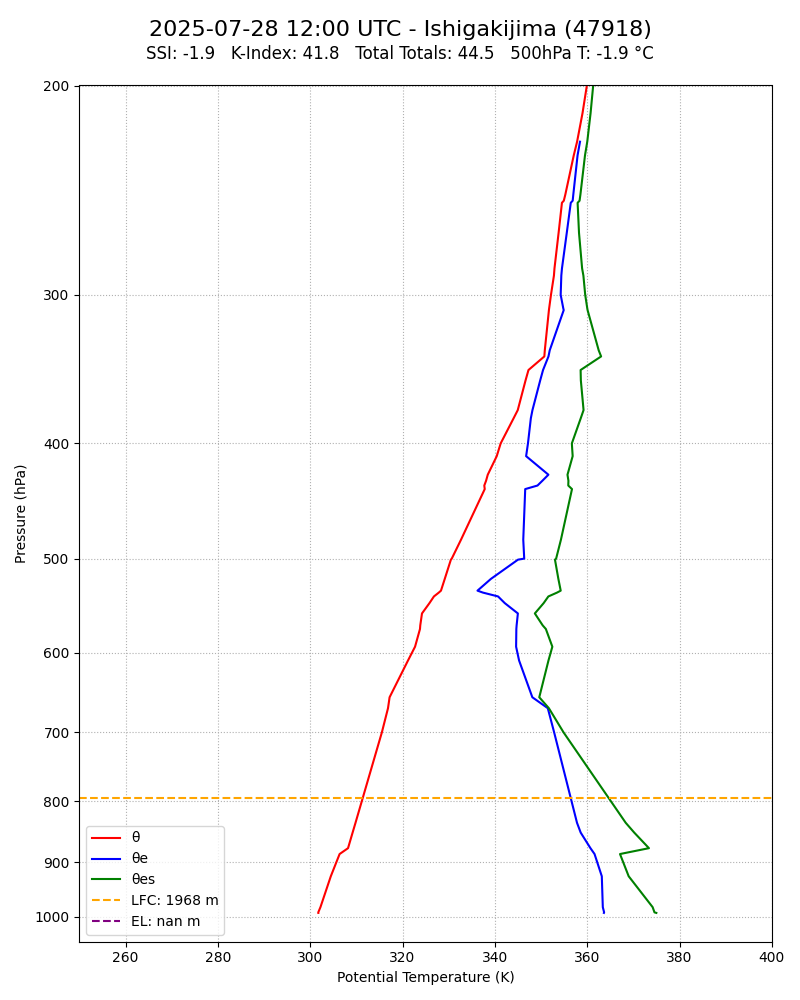 2025-07-28 12:00 UTC - Ishigakijima (47918)
SSI: -1.9 K-Index: 41.8 Total Totals: 44.5 500hPa T: -1.9 °C
200
300
400
500
600
700
800
900
1000
Pressure (hPa)
θ
θe
θes
LFC: 1968 m
EL: nan m
260 280 300 320 340 360 380 400
Potential Temperature (K)